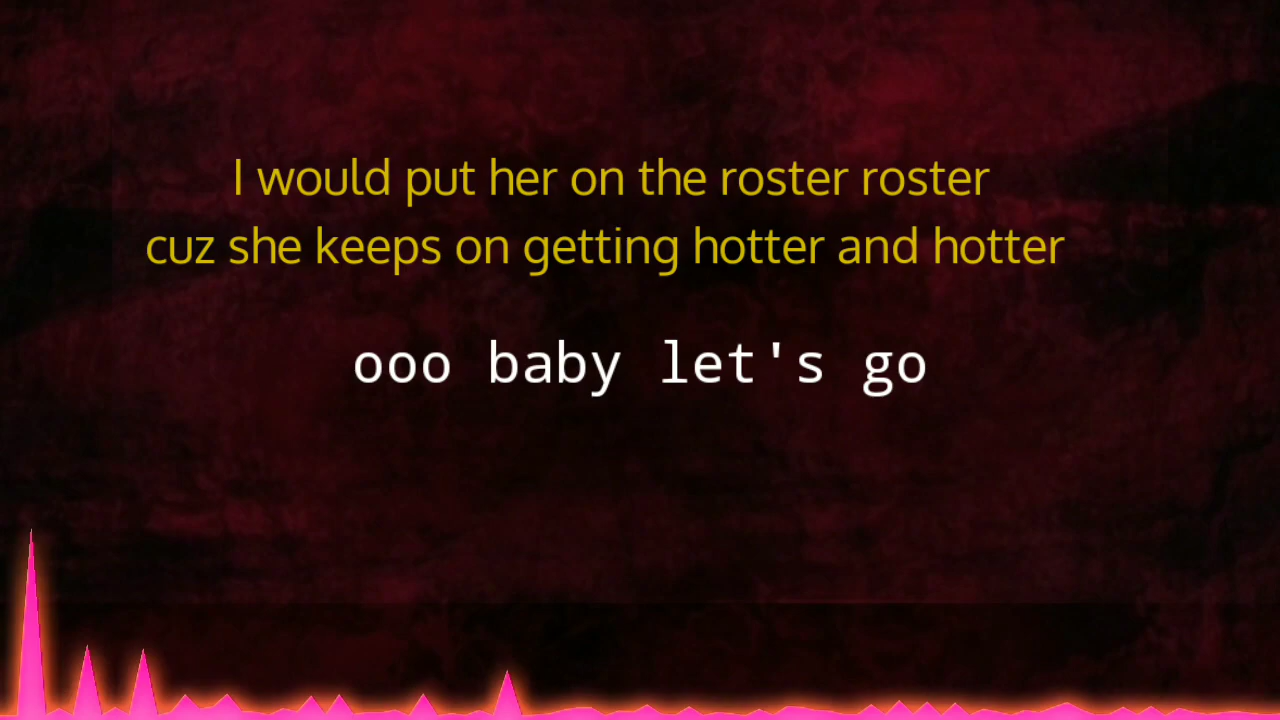 I would put her on the roster roster
cuz she keeps on getting hotter and hotter
ooo baby let's go